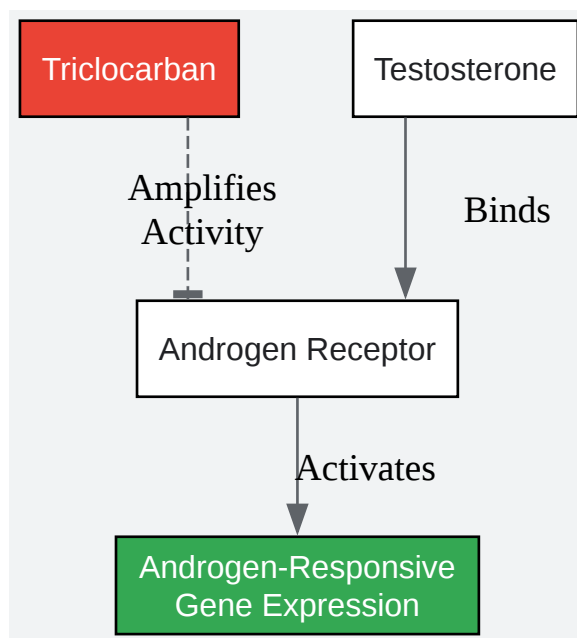 Triclocarban
Testosterone
Amplifies
Activity
Binds
Androgen Receptor
Activates
Androgen-Responsive
Gene Expression